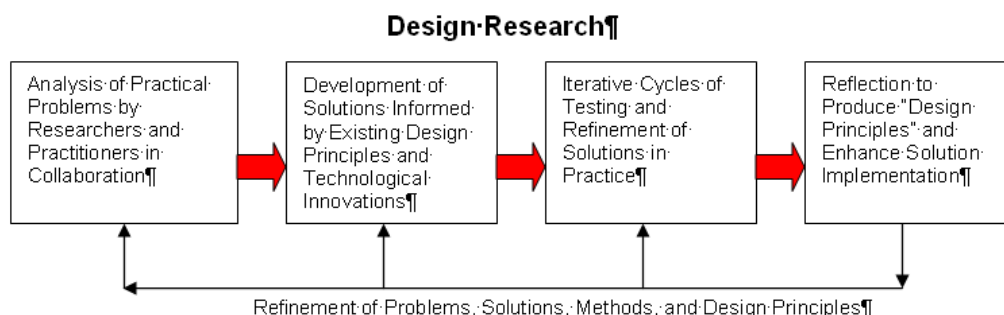 Design·Research¶
Analysis·of·Practical·
Problems·by·
Researchers·and·
Practitioners·in·
Collaboration¶
Development·of·
Solutions·Informed·
by·Existing·Design·
Principles·and·
Technological·
Innovations¶
Iterative·Cycles·of·
Testing·and·
Refinement·of·
Solutions·in·
Practice¶
Reflection·to·
Produce·"Design·
Principles"·and·
Enhance·Solution·
Implementation¶
Refinement·of·Problems,·Solutions,·Methods,·and·Design·Principles¶